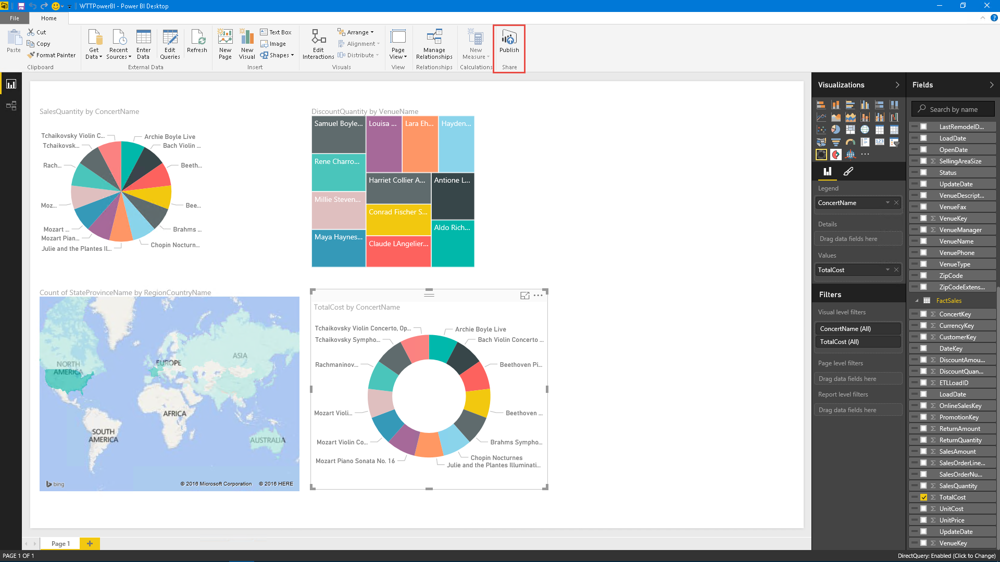 WTTPowerBI - Power BI Desktop
File
Home
Paste
Cut
Copy
Format Painter
Clipboard
Get
Data
Recent
Sources
Enter
Data
Edit
Queries
Refresh
External Data
New
Page
New
Visual
Text Box
Image
Shapes
Insert
Edit
Interactions
Arrange
Alignment
Distribute
Visuals
Page
View
View
Manage
Relationships
Relationships
New
Measure
Calculations
Publish
Share
SalesQuantity by ConcertName
Tchaikovsky Violin C...
Archie Boyle Live
Tchaikovsk...
Bach Violin ...
Rach...
Beeth...
Moz...
Bee...
Mozart ...
Brahms ...
Mozart Pian...
Chopin Nocturn...
Julie and the Plantes Il...
DiscountQuantity by VenueName
Samuel Boyle...
Louisa ...
Lara Eh...
Hayden...
Rene Charro...
Harriet Collier A...
Antione L...
Millie Steven...
Conrad Fischer S...
Aldo Rich...
Maya Haynes...
Claude LAngelier...
Count of StateProvinceName by RegionCountryName
NORTH
AMERICA
EUROPE
ASIA
AFRICA
SOUTH
AMERICA
AUSTRALIA
bing
© 2016 Microsoft Corporation © 2016 HERE
TotalCost by ConcertName
Tchaikovsky Violin Concerto, Op...
Archie Boyle Live
Tchaikovsky Sympho...
Bach Violin Concerto ...
Rachmaninov...
Beethoven Pi...
Mozart Violi...
Beethoven ...
Mozart Violin Co...
Brahms Sympho...
Mozart Piano Sonata No. 16
Chopin Nocturnes
Julie and the Plantes Illuminati...
Visualizations
Legend
ConcertName
Details
Drag data fields here
Values
TotalCost
Filters
Visual level filters
ConcertName (All)
TotalCost (All)
Page level filters
Drag data fields here
Report level filters
Drag data fields here
Fields
Search by name
LastRemodelD...
LoadDate
OpenDate
SellingAreaSize
Status
UpdateDate
VenueDescript...
VenueFax
VenueKey
VenueManager
VenueName
VenuePhone
VenueType
ZipCode
ZipCodeExtens...
FactSales
ConcertKey
CurrencyKey
CustomerKey
DateKey
DiscountAmou...
DiscountQuan...
ETLLoadID
LoadDate
OnlineSalesKey
PromotionKey
ReturnAmount
ReturnQuantity
SalesAmount
SalesOrderLine...
SalesOrderNu...
SalesQuantity
TotalCost
UnitCost
UnitPrice
UpdateDate
VenueKey
Page 1
PAGE 1 OF 1
DirectQuery: Enabled (Click to Change)